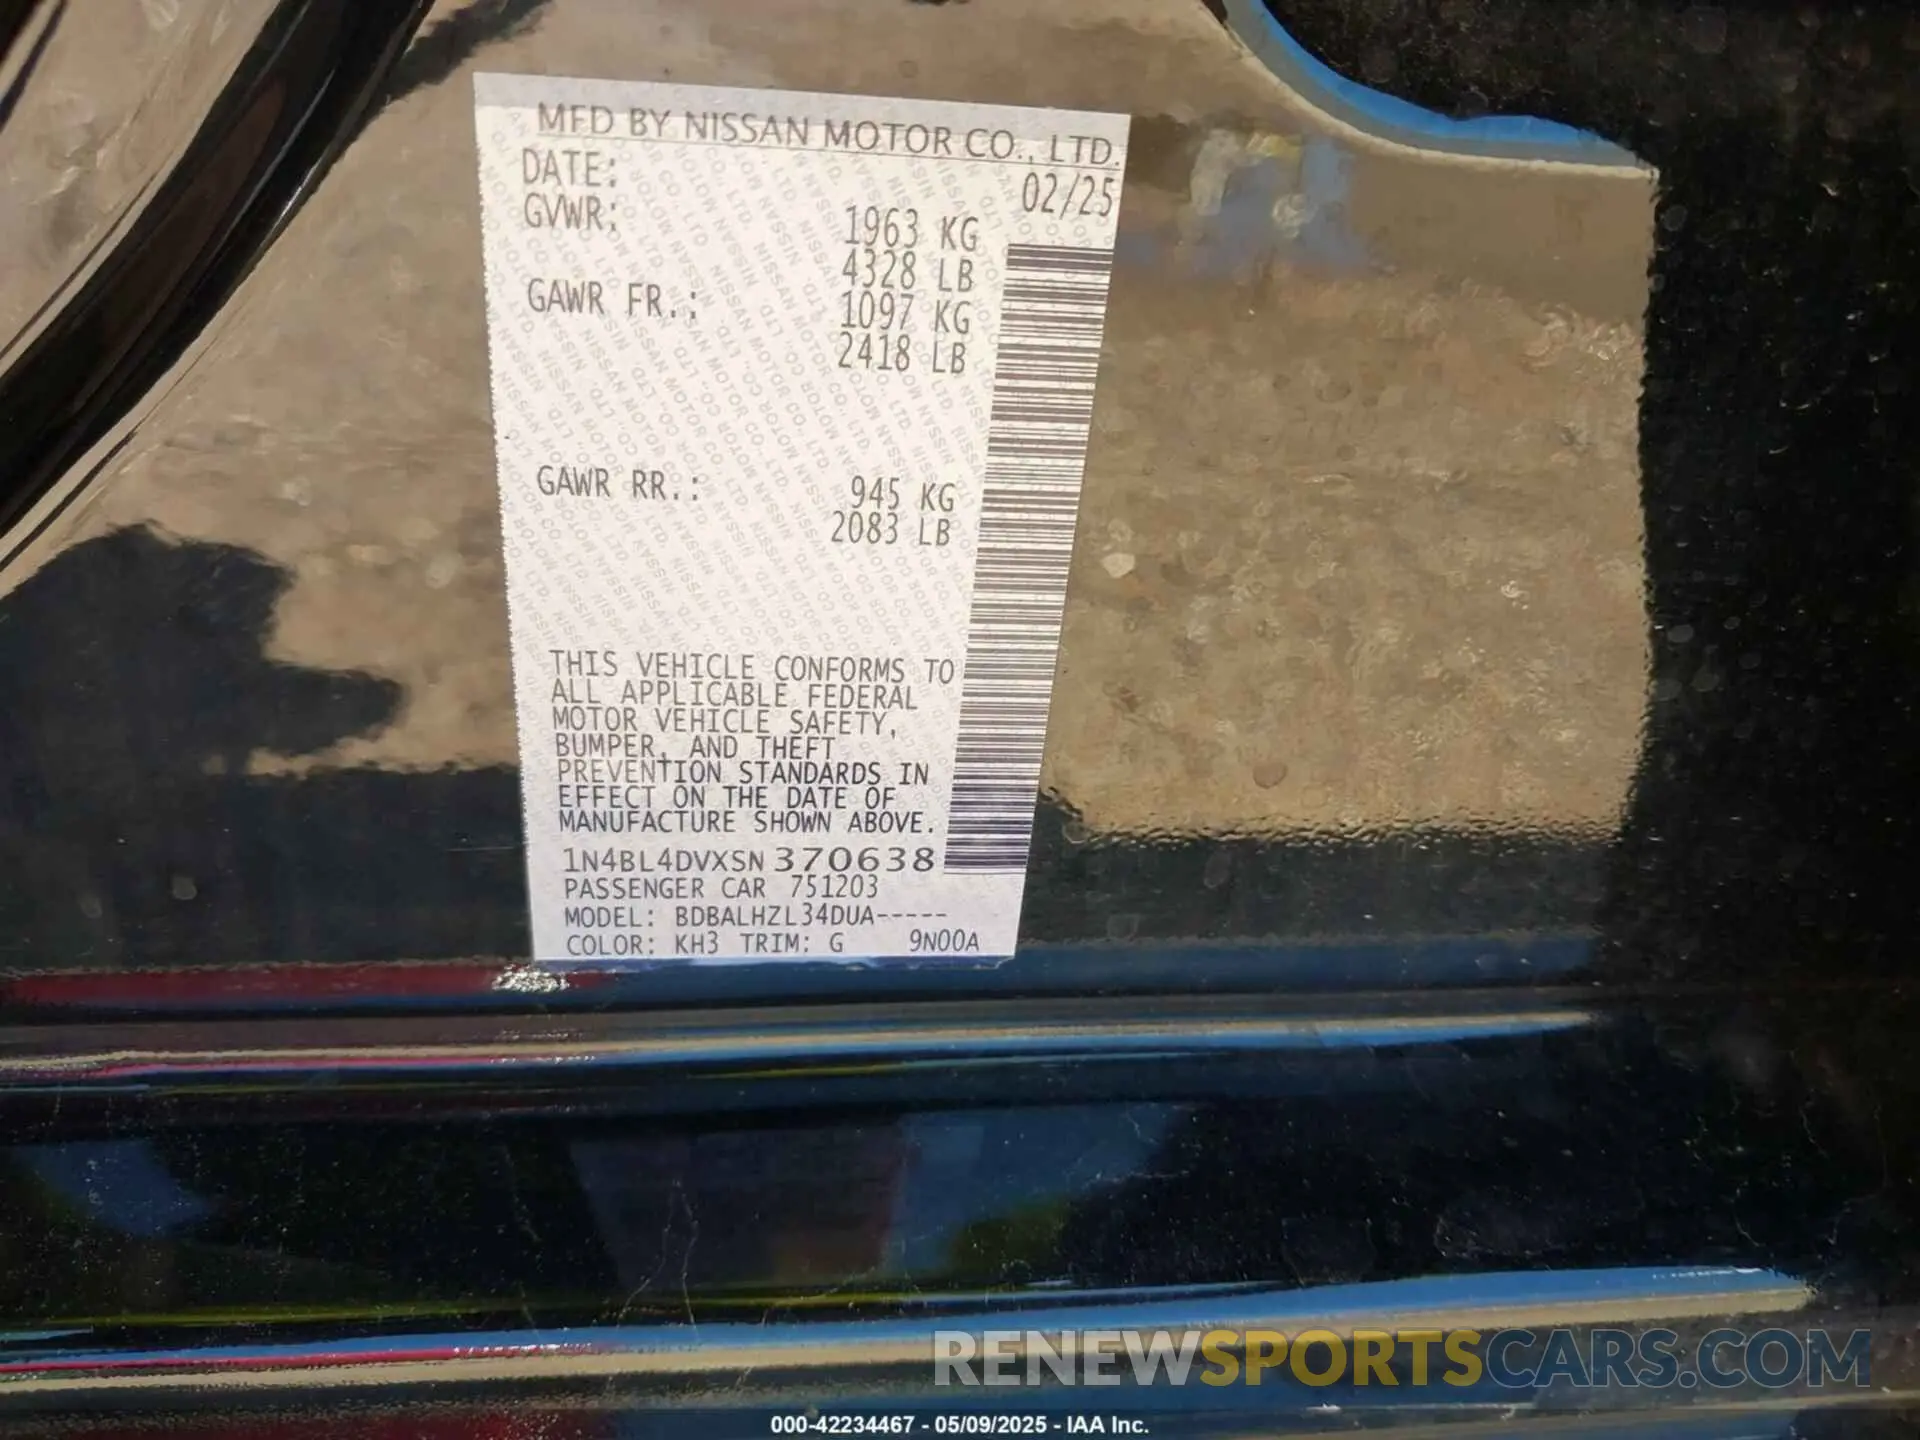 MFD BY NISSAN MOTOR CO., LTD.
DATE: 02/25
GVWR: 1963 KG
4328 LB
GAWR FR.: 1097 KG
2418 LB
GAWR RR.: 945 KG
2083 LB
THIS VEHICLE CONFORMS TO
ALL APPLICABLE FEDERAL
MOTOR VEHICLE SAFETY,
BUMPER, AND THEFT
PREVENTION STANDARDS IN
EFFECT ON THE DATE OF
MANUFACTURE SHOWN ABOVE.
1N4BL4DVXSN370638
PASSENGER CAR 751203
MODEL: BDBALHZL34DUA-----
COLOR: KH3 TRIM: G 9N00A
RENEWSPORTSCARS.COM
000-42234467 - 05/09/2025 - IAA Inc.